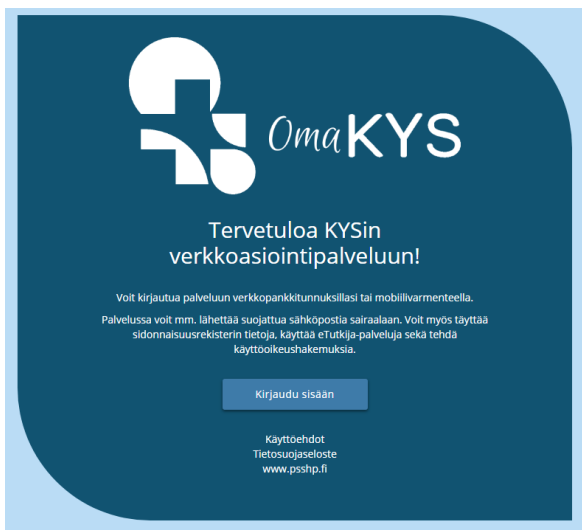 OmaKYS
Tervetuloa KYSin
verkkoasiointipalveluun!
Voit kirjautua palveluun verkkopankkitunnuksillasi tai mobiilivarmenteella.
Palvelussa voit mm. lähettää suojattua sähköpostia sairaalaan. Voit myös täyttää
sidonnaisuusrekisterin tietoja, käyttää eTutkija-palveluja sekä tehdä
käyttöoikeushakemuksia.
Kirjaudu sisään
Käyttöehdot
Tietosuojaseloste
www.psshp.fi